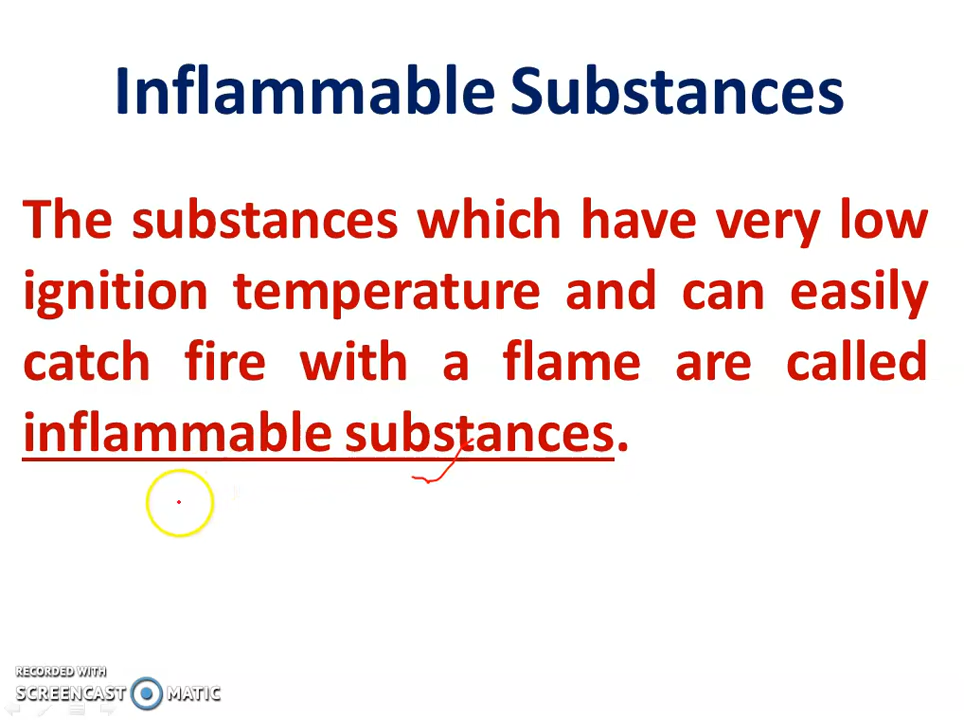 Inflammable Substances
The substances which have very low
ignition temperature and can easily
catch fire with a flame are called
inflammable substances.
RECORDED WITH
SCREENCAST MATIC